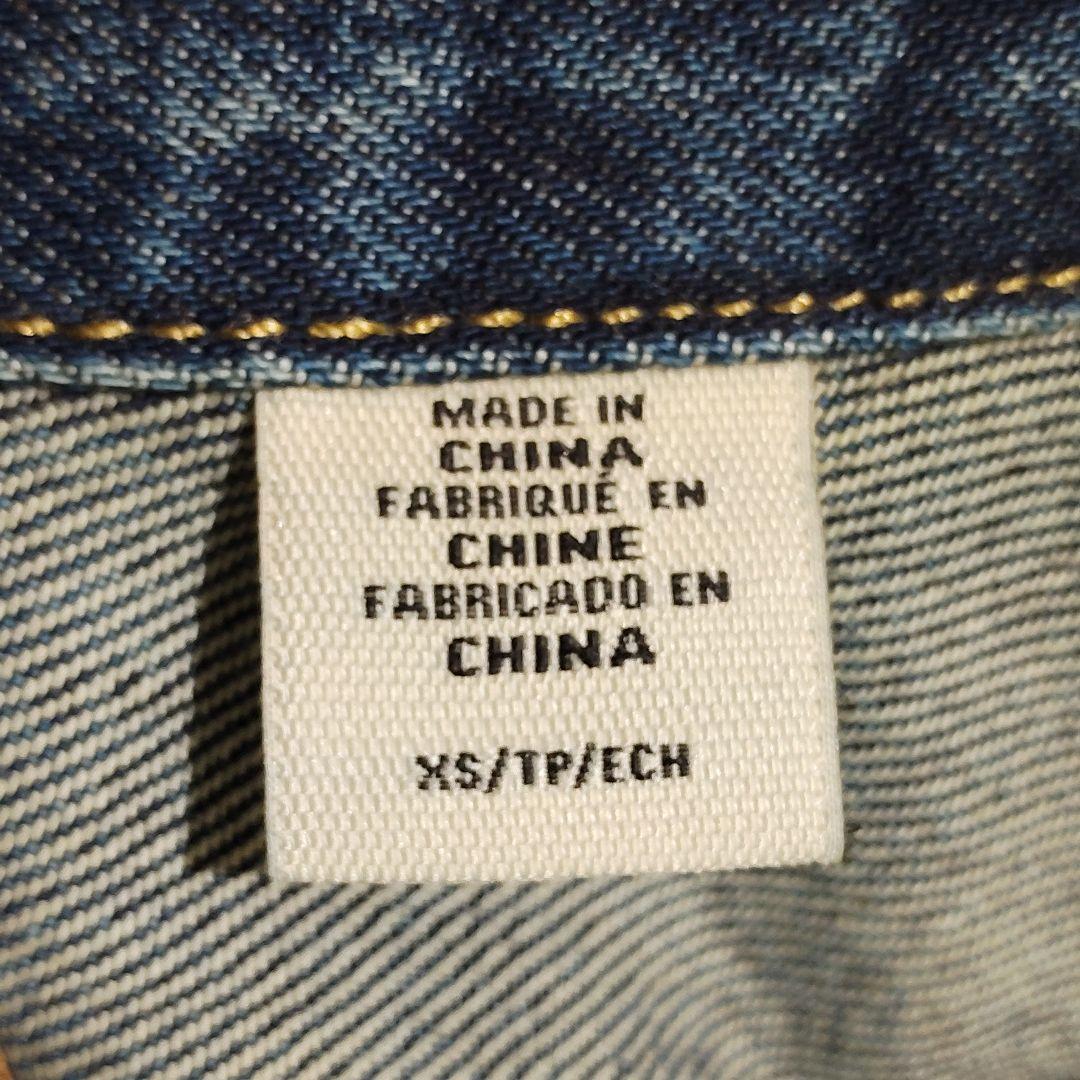 MADE IN
CHINA
FABRIQUÉ EN
CHINE
FABRICADO EN
CHINA
XS/TP/ECH